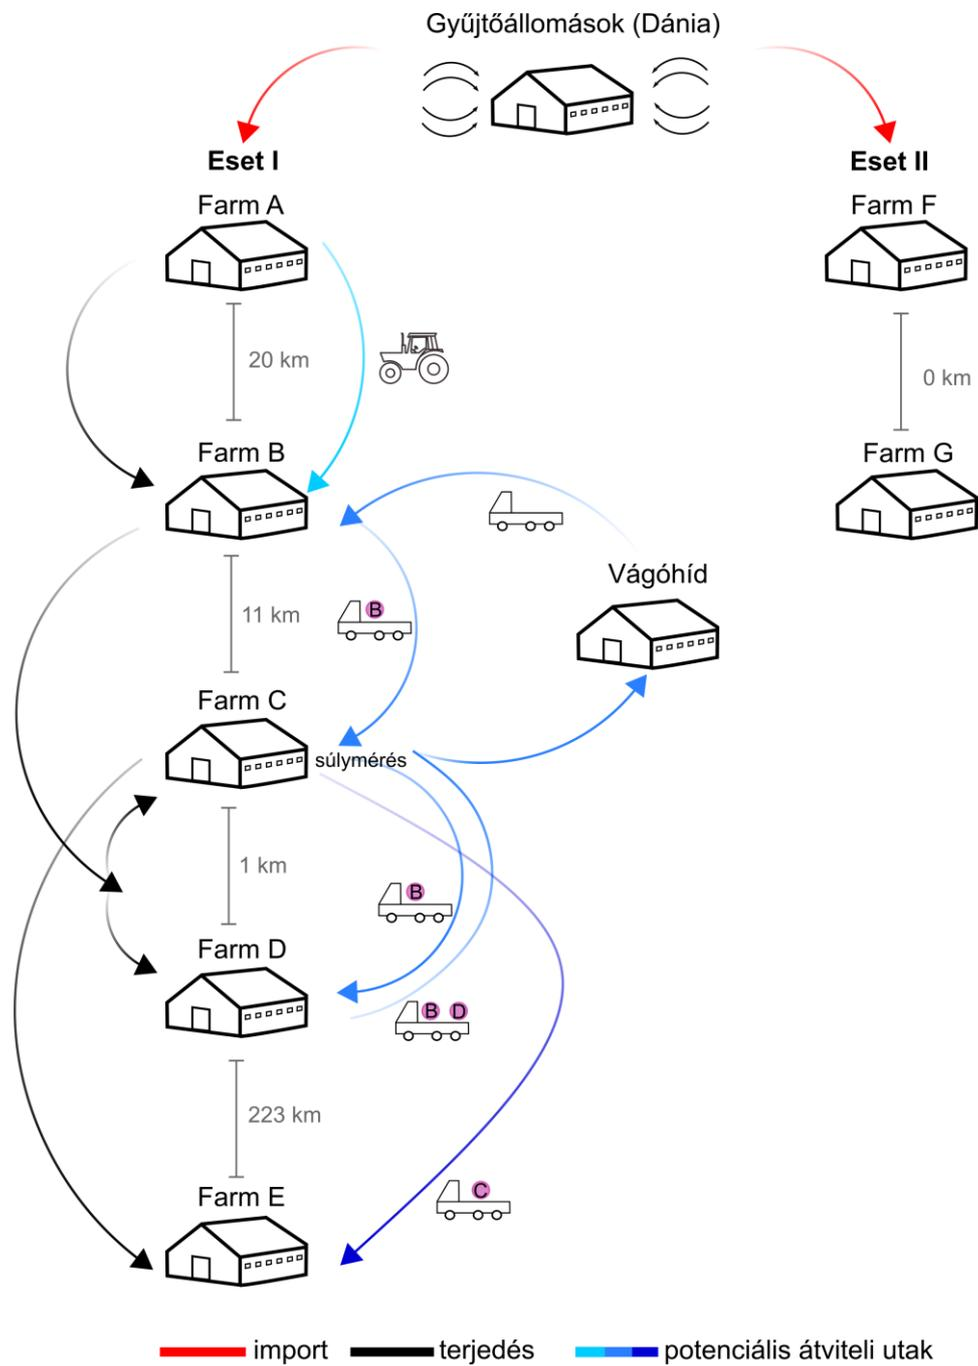 Gyűjtőállomások (Dánia)
Eset I
Eset II
Farm A
Farm F
20 km
0 km
Farm B
Farm G
Vágóhíd
B
11 km
Farm C
súlymérés
1 km
B
Farm D
B D
223 km
Farm E
C
import
terjedés
potenciális átviteli utak